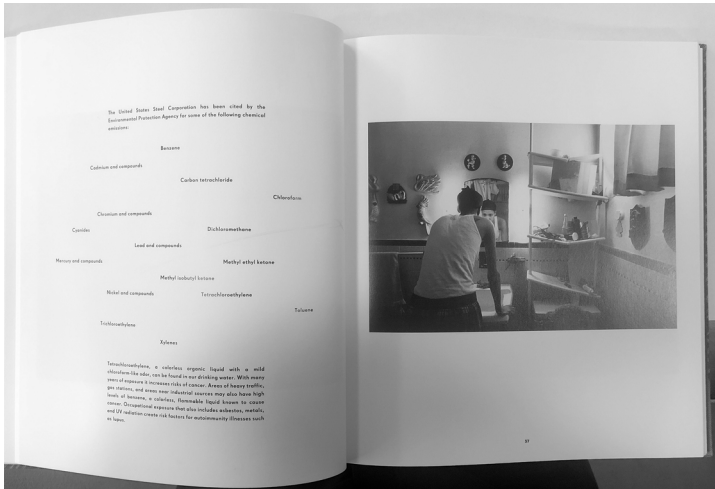 The United States Steel Corporation has been cited by the
Environmental Protection Agency for some of the following chemical
emissions:
Benzene
Cadmium and compounds
Carbon tetrachloride
Chloroform
Chromium and compounds
Cyanides
Dichloromethane
Lead and compounds
Mercury and compounds
Methyl ethyl ketone
Methyl isobutyl ketone
Nickel and compounds
Tetrachloroethylene
Toluene
Trichloroethylene
Xylenes
Tetrachloroethylene, a colorless organic liquid with a mild
chloroform-like odor, can be found in our drinking water. With many
years of exposure it increases risks of cancer. Areas of heavy traffic,
gas stations, and areas near industrial sources may also have high
levels of benzene, a colorless, flammable liquid known to cause
cancer. Occupational exposure that also includes asbestos, metals,
and UV radiation create risk factors for autoimmunity illnesses such
as lupus.
57